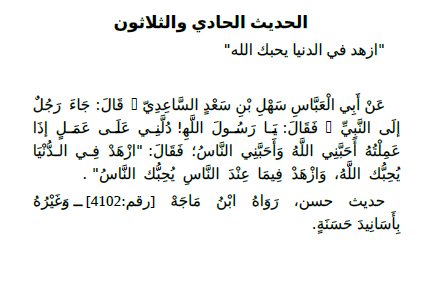 الحديث الحادي والثلاثون
"ازهد في الدنيا يحبك الله"
عَنْ أَبِي الْعَبَّاسِ سَهْلِ بْنِ سَعْدٍ السَّاعِدِيّ قَالَ: جَاءَ رَجُلٌ
إلَى النَّبِيِّ فَقَالَ: يَا رَسُولَ اللَّهِ! دُلَّنِي عَلَى عَمَلٍ إذَا
عَمِلْتُهُ أَحَبَّنِي اللَّهُ وَأَحَبَّنِي النَّاسُ؛ فَقَالَ: "ازْهَدْ فِي الدُّنْيَا
يُحِبُّك اللَّهُ، وَازْهَدْ فِيمَا عِنْدَ النَّاسِ يُحِبُّك النَّاسُ" .
حديث حسن، رَوَاهُ ابْنُ مَاجَهْ [رقم:4102] ــ وَغَيْرُهُ
بِأَسَانِيدَ حَسَنَةٍ.